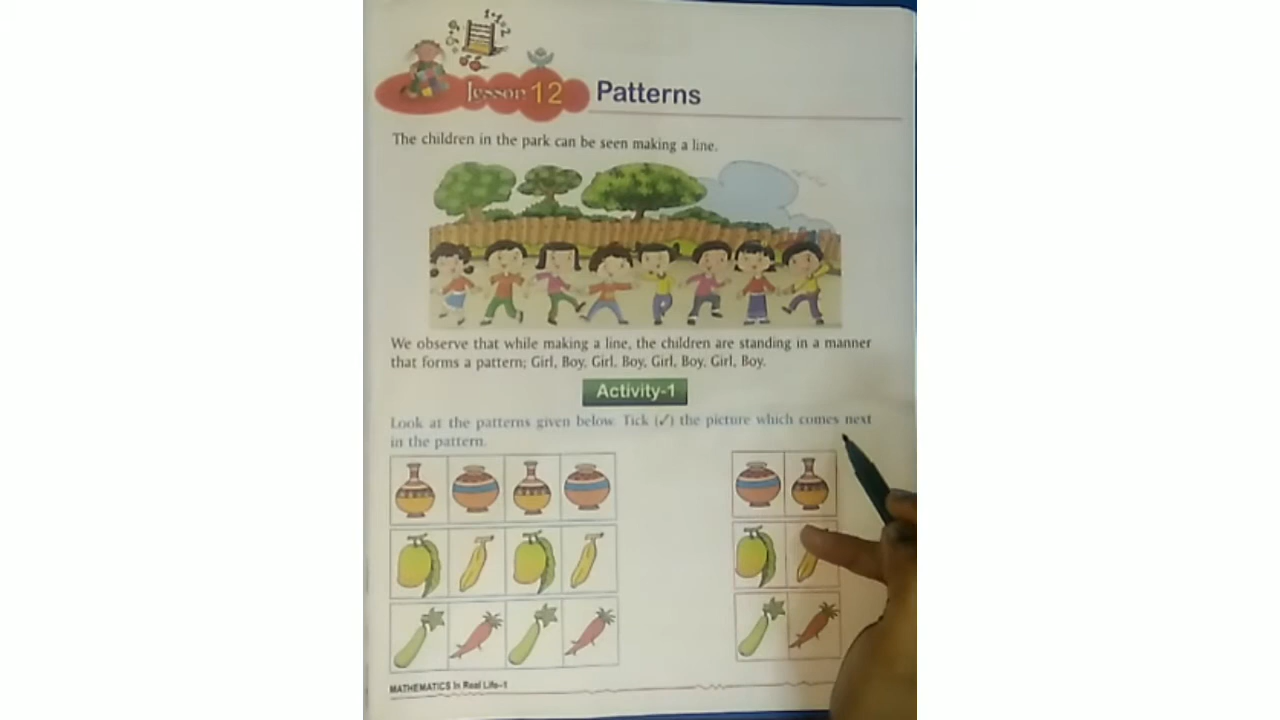 1+1=2
Lesson 12 Patterns
The children in the park can be seen making a line.
We observe that while making a line, the children are standing in a manner
that forms a pattern; Girl, Boy, Girl, Boy, Girl, Boy, Girl, Boy.
Activity-1
Look at the patterns given below. Tick (✓) the picture which comes next
in the pattern.
MATHEMATICS in Real Life-1